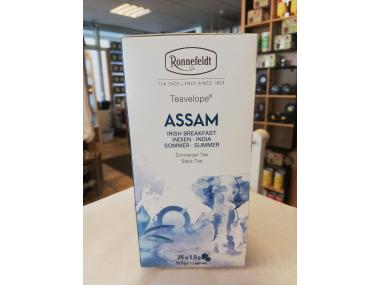 Ronnefeldt
TEA EXCELLENCE SINCE 1823
Teavelope®
ASSAM
IRISH BREAKFAST
INDIEN · INDIA
SOMMER · SUMMER
Schwarzer Tee
Black Tea
25 x 1,5g